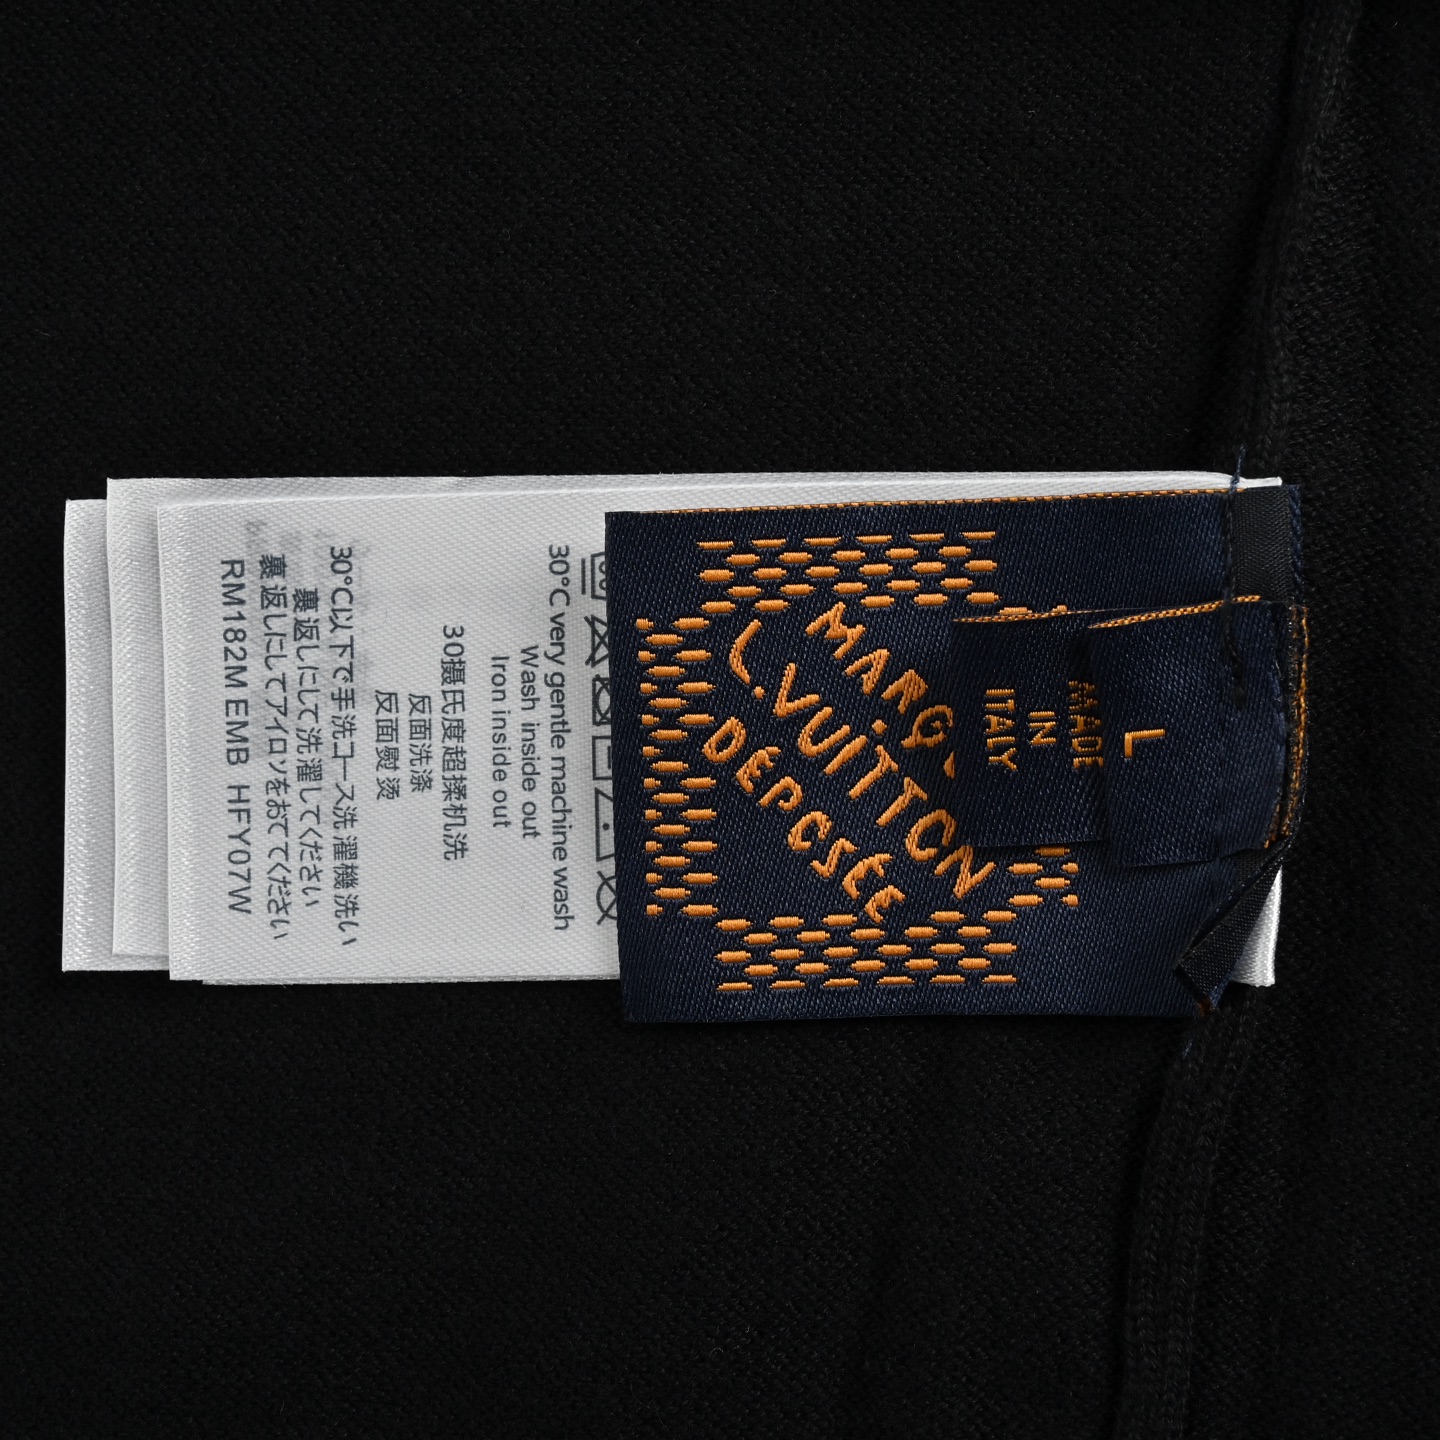 MARQ
L.VUITTON
DEPCSÉE
L
MADE
IN
ITALY
30°C very gentle machine wash
Wash inside out
Iron inside out
30摄氏度超揉机洗
反面洗涤
反面熨烫
30°C以下で手洗コース洗濯機洗い
裏返しにして洗濯してください
裏返しにしてアイロンをおててください
RM182M EMB HFY07W